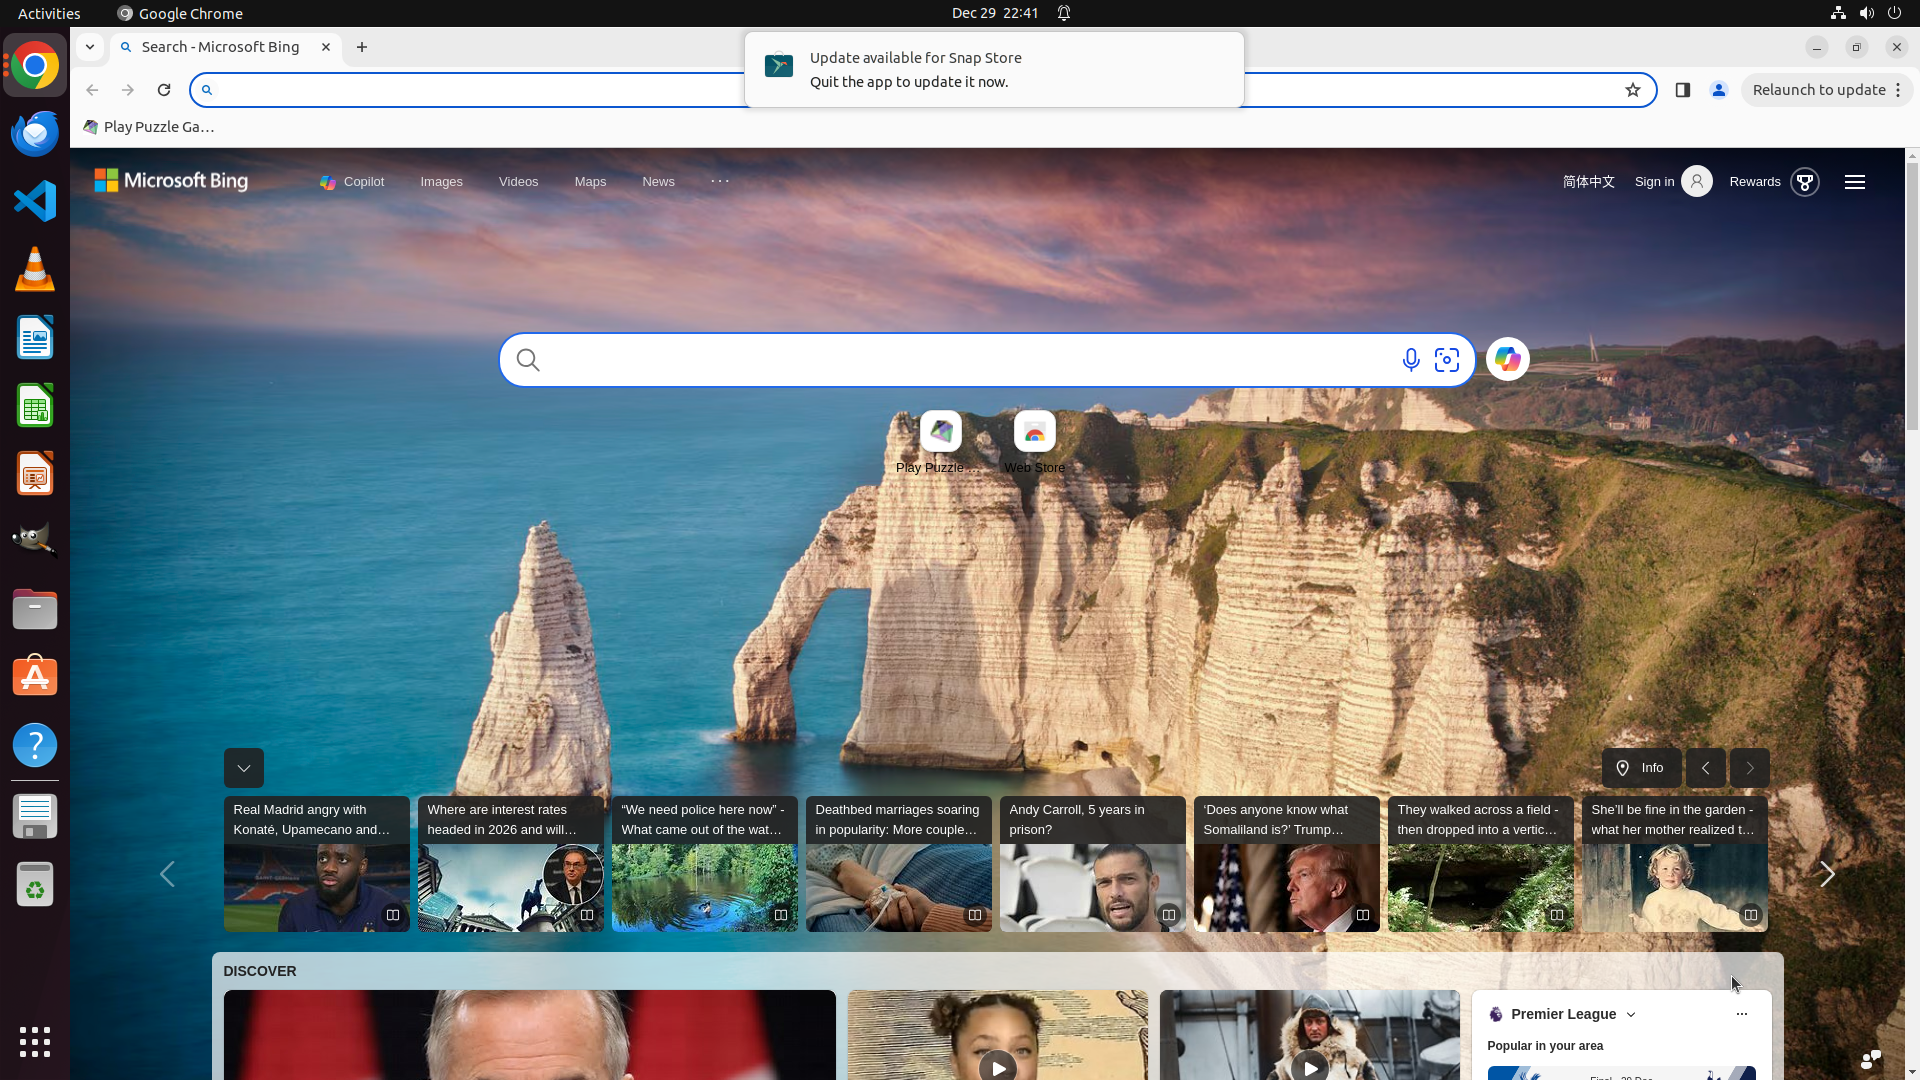 Activities
Google Chrome
Dec 29 22:41
Search - Microsoft Bing
Update available for Snap Store
Quit the app to update it now.
Relaunch to update
Play Puzzle Ga…
Microsoft Bing
Copilot
Images
Videos
Maps
News
简体中文
Sign in
Rewards
Play Puzzle …
Web Store
Info
Real Madrid angry with
Konaté, Upamecano and…
Where are interest rates
headed in 2026 and will…
“We need police here now” -
What came out of the wat…
Deathbed marriages soaring
in popularity: More couple…
Andy Carroll, 5 years in
prison?
‘Does anyone know what
Somaliland is?’ Trump…
They walked across a field -
then dropped into a vertic…
She’ll be fine in the garden -
what her mother realized t…
DISCOVER
Premier League
Popular in your area